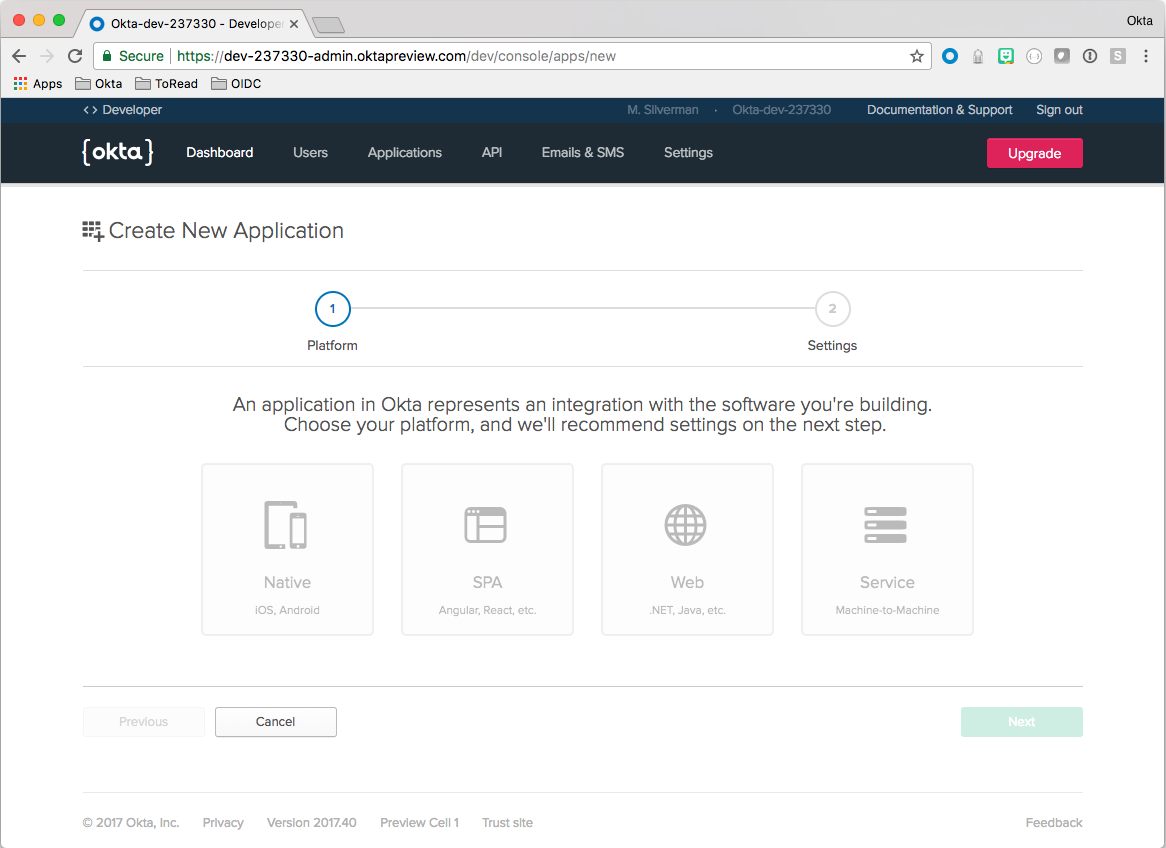 Okta-dev-237330 - Develope
Okta
Secure https://dev-237330-admin.oktapreview.com/dev/console/apps/new
Apps Okta ToRead OIDC
<> Developer M. Silverman · Okta-dev-237330 Documentation & Support Sign out
{okta} Dashboard Users Applications API Emails & SMS Settings Upgrade
Create New Application
1 2
Platform Settings
An application in Okta represents an integration with the software you're building.
Choose your platform, and we'll recommend settings on the next step.
Native SPA Web Service
iOS, Android Angular, React, etc. .NET, Java, etc. Machine-to-Machine
Previous Cancel Next
© 2017 Okta, Inc. Privacy Version 2017.40 Preview Cell 1 Trust site Feedback